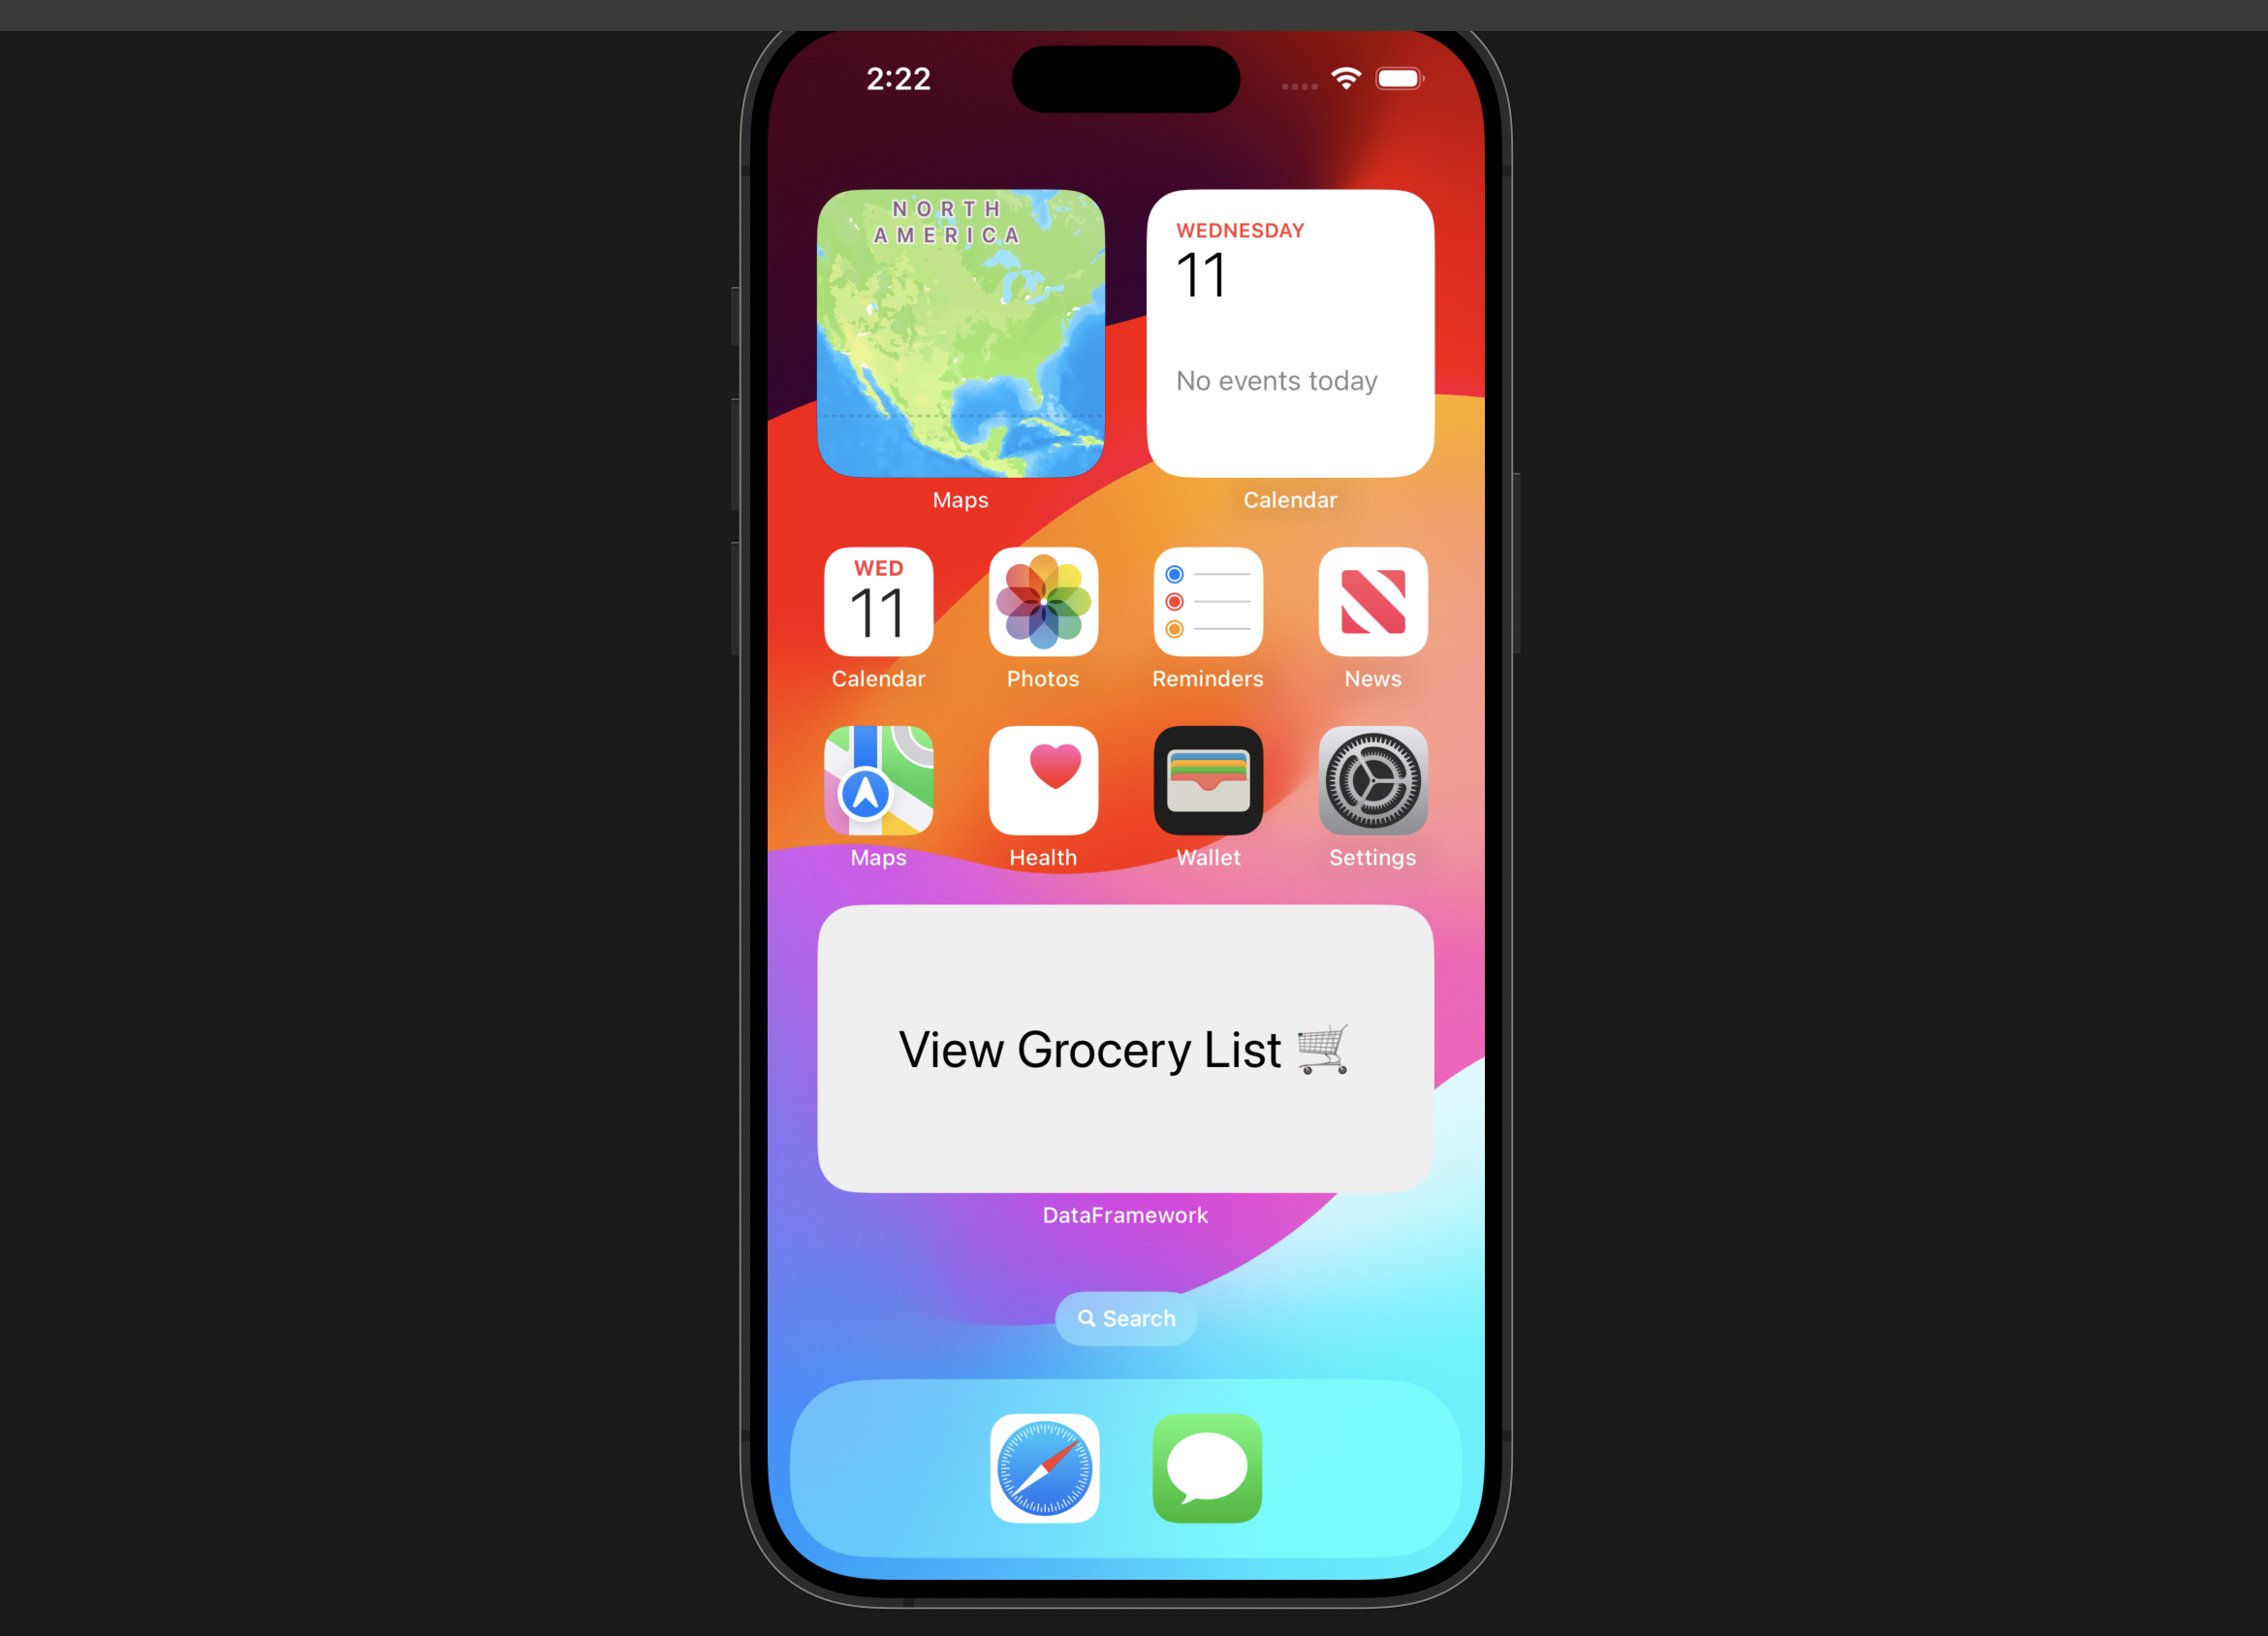 2:22
NORTH
AMERICA
Maps
WEDNESDAY
11
No events today
Calendar
WED
11
Calendar
Photos
Reminders
News
Maps
Health
Wallet
Settings
View Grocery List 🛒
DataFramework
Search